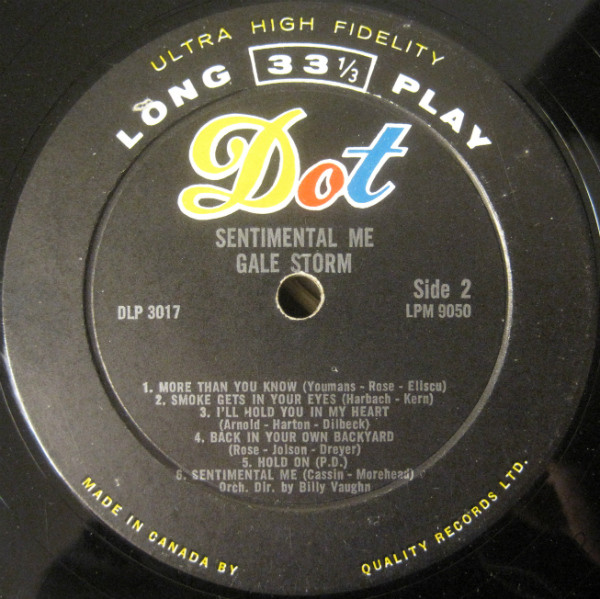 ULTRA HIGH FIDELITY
LONG 33 1/3 PLAY
Dot
SENTIMENTAL ME
GALE STORM
Side 2
DLP 3017 LPM 9050
1. MORE THAN YOU KNOW (Youmans - Rose - Eliscu)
2. SMOKE GETS IN YOUR EYES (Harbach - Kern)
3. I'LL HOLD YOU IN MY HEART
(Arnold - Harton - Dilbeck)
4. BACK IN YOUR OWN BACKYARD
(Rose - Jolson - Dreyer)
5. HOLD ON (P.D.)
6. SENTIMENTAL ME (Cassin - Morehead)
Orch. Dir. by Billy Vaughn
MADE IN CANADA BY QUALITY RECORDS LTD.